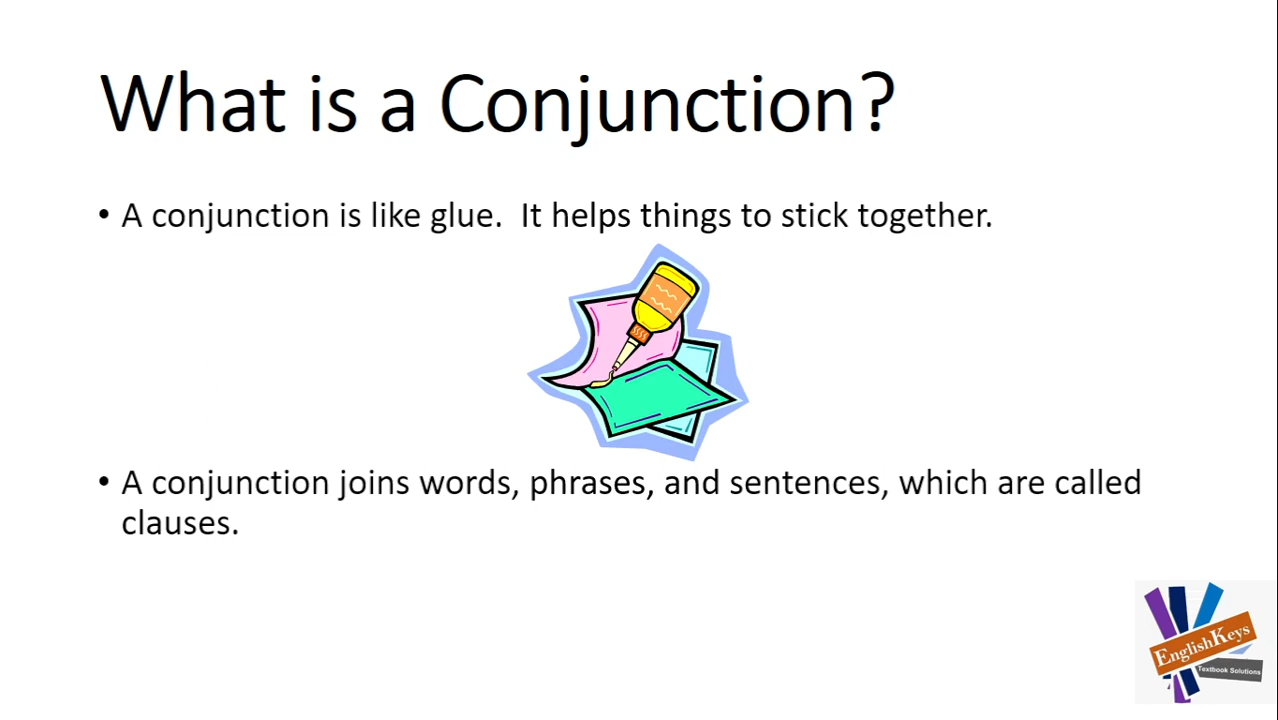 What is a Conjunction?
• A conjunction is like glue.  It helps things to stick together.
• A conjunction joins words, phrases, and sentences, which are called
clauses.
EnglishKeys
Textbook Solutions